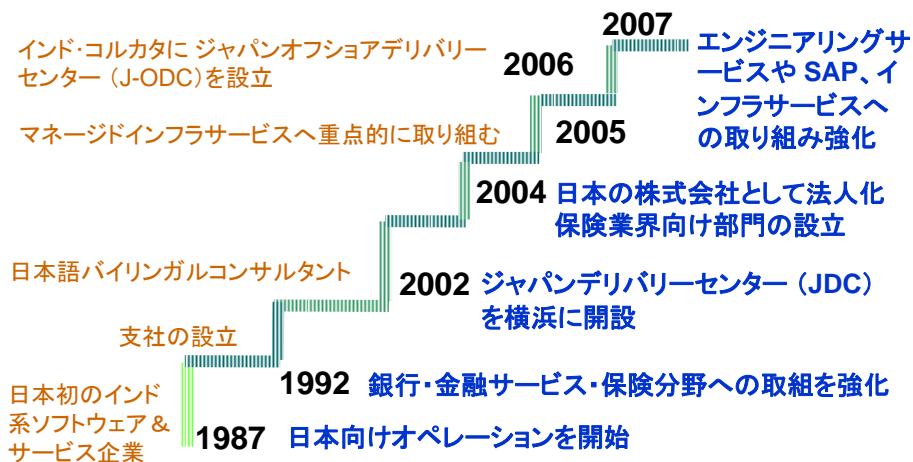 2007
エンジニアリングサ
ービスや SAP、イ
ンフラサービスへ
の取り組み強化
インド・コルカタに ジャパンオフショアデリバリー
センター（J-ODC）を設立
2006
マネージドインフラサービスへ重点的に取り組む
2005
2004 日本の株式会社として法人化
保険業界向け部門の設立
日本語バイリンガルコンサルタント
2002 ジャパンデリバリーセンター（JDC）
を横浜に開設
支社の設立
1992 銀行・金融サービス・保険分野への取組を強化
日本初のインド
系ソフトウェア＆
サービス企業
1987 日本向けオペレーションを開始